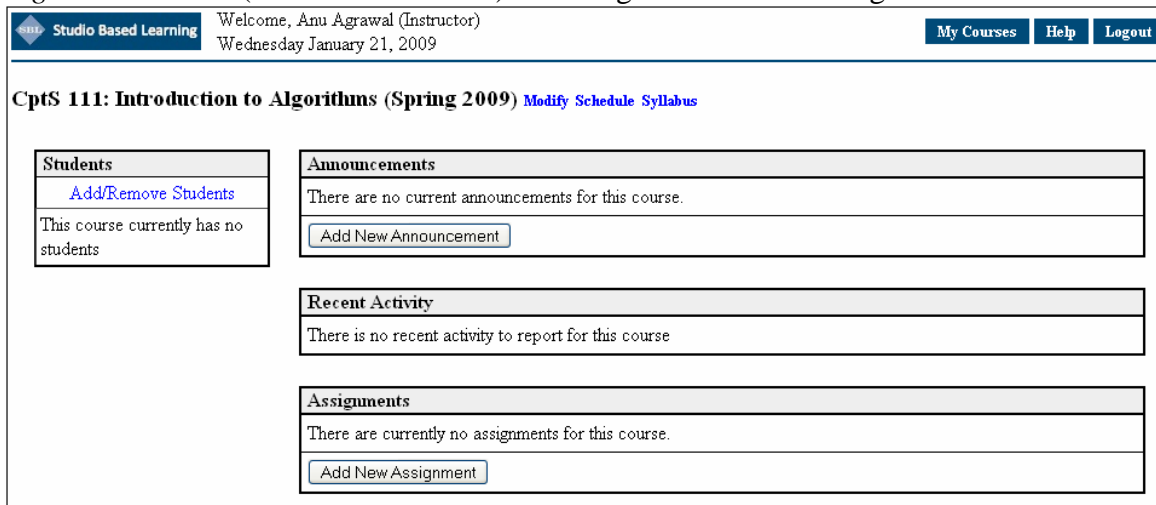 SBL Studio Based Learning
Welcome, Anu Agrawal (Instructor)
Wednesday January 21, 2009
My Courses Help Logout
CptS 111: Introduction to Algorithms (Spring 2009) Modify Schedule Syllabus
Students
Add/Remove Students
This course currently has no
students
Announcements
There are no current announcements for this course.
Add New Announcement
Recent Activity
There is no recent activity to report for this course
Assignments
There are currently no assignments for this course.
Add New Assignment